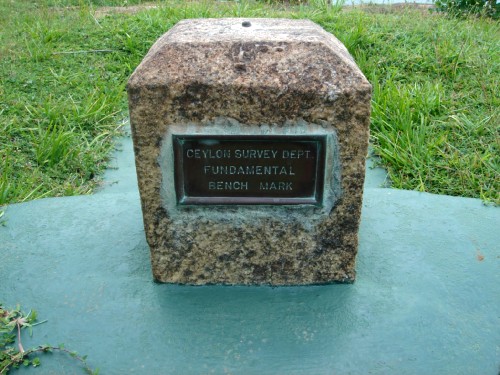 CEYLON SURVEY DEPT.
FUNDAMENTAL
BENCH MARK